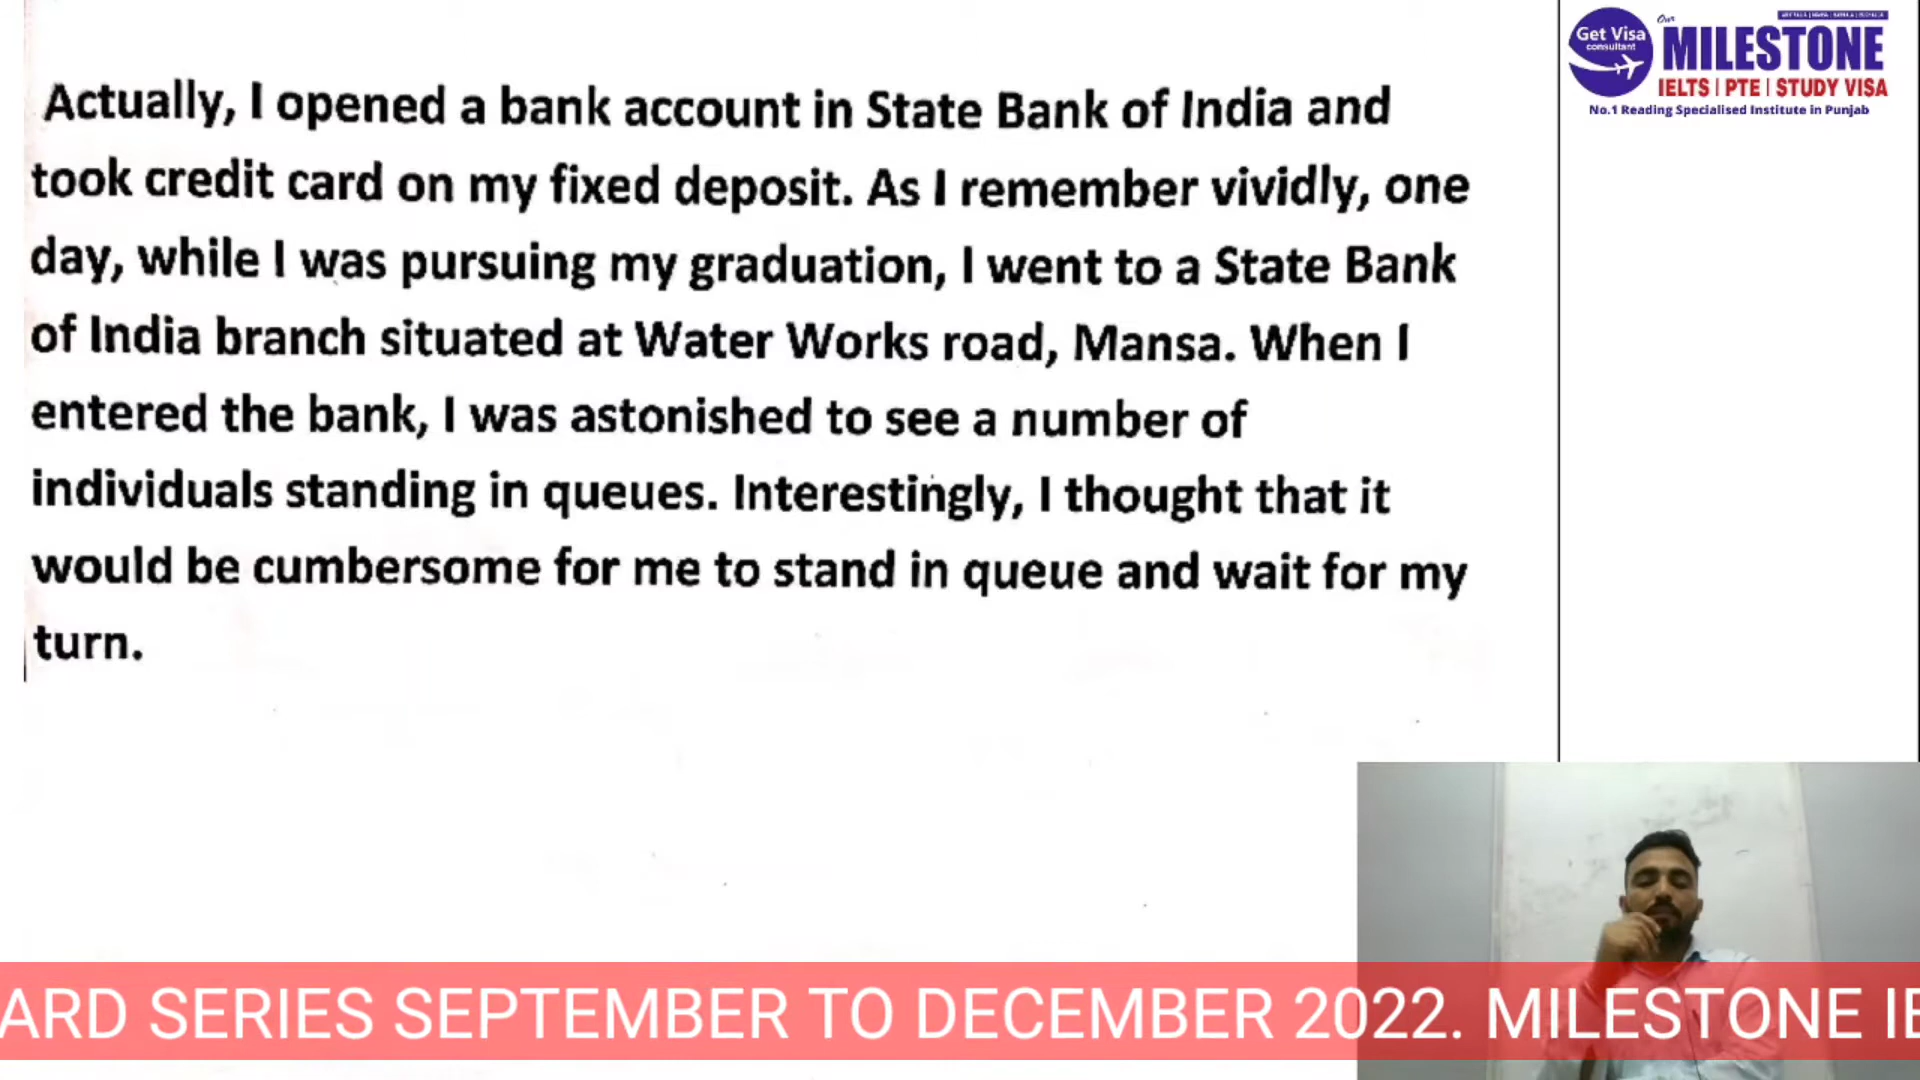 Actually, I opened a bank account in State Bank of India and
took credit card on my fixed deposit. As I remember vividly, one
day, while I was pursuing my graduation, I went to a State Bank
of India branch situated at Water Works road, Mansa. When I
entered the bank, I was astonished to see a number of
individuals standing in queues. Interestingly, I thought that it
would be cumbersome for me to stand in queue and wait for my
turn.
Get Visa
consultant
Our
MILESTONE
IELTS | PTE | STUDY VISA
No.1 Reading Specialised Institute in Punjab
ARD SERIES SEPTEMBER TO DECEMBER 2022. MILESTONE IE